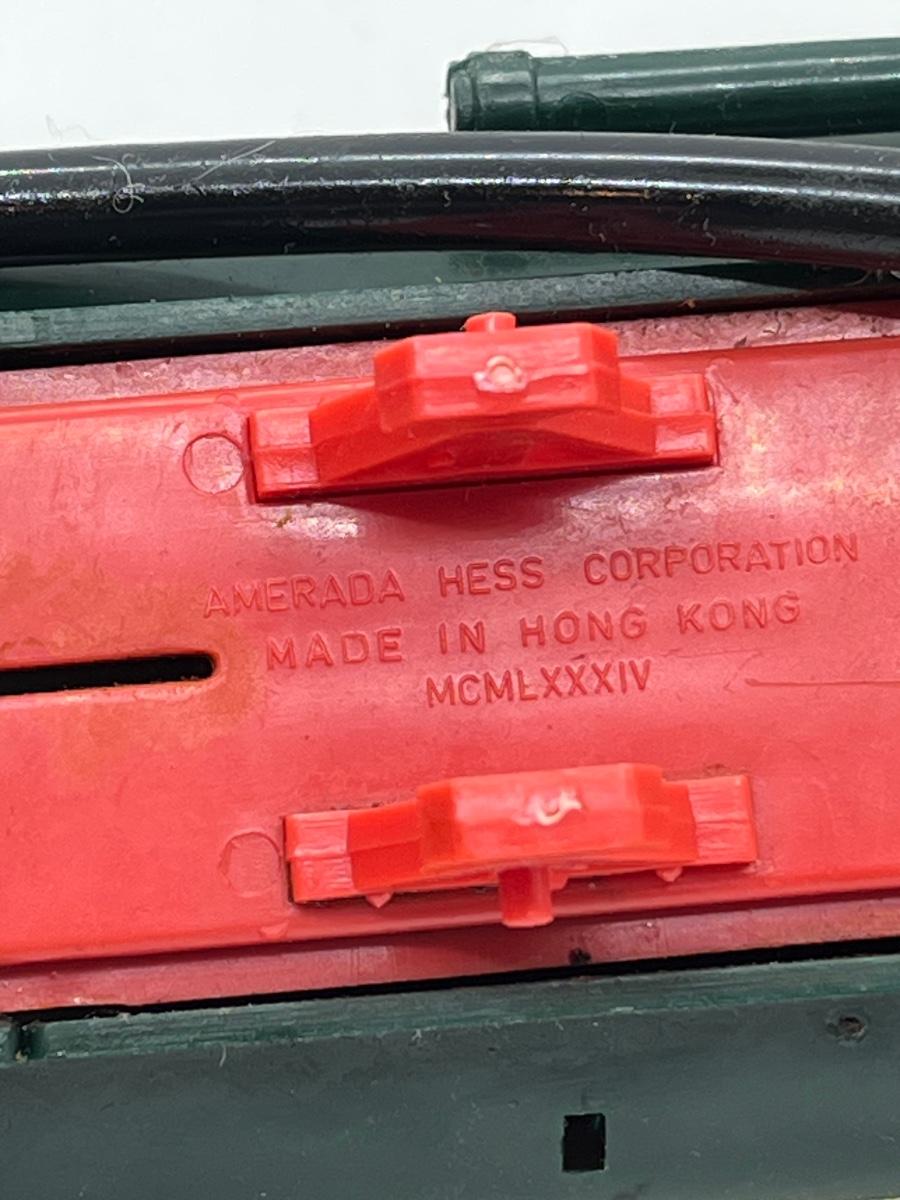 AMERADA HESS CORPORATION
MADE IN HONG KONG
MCMLXXXIV